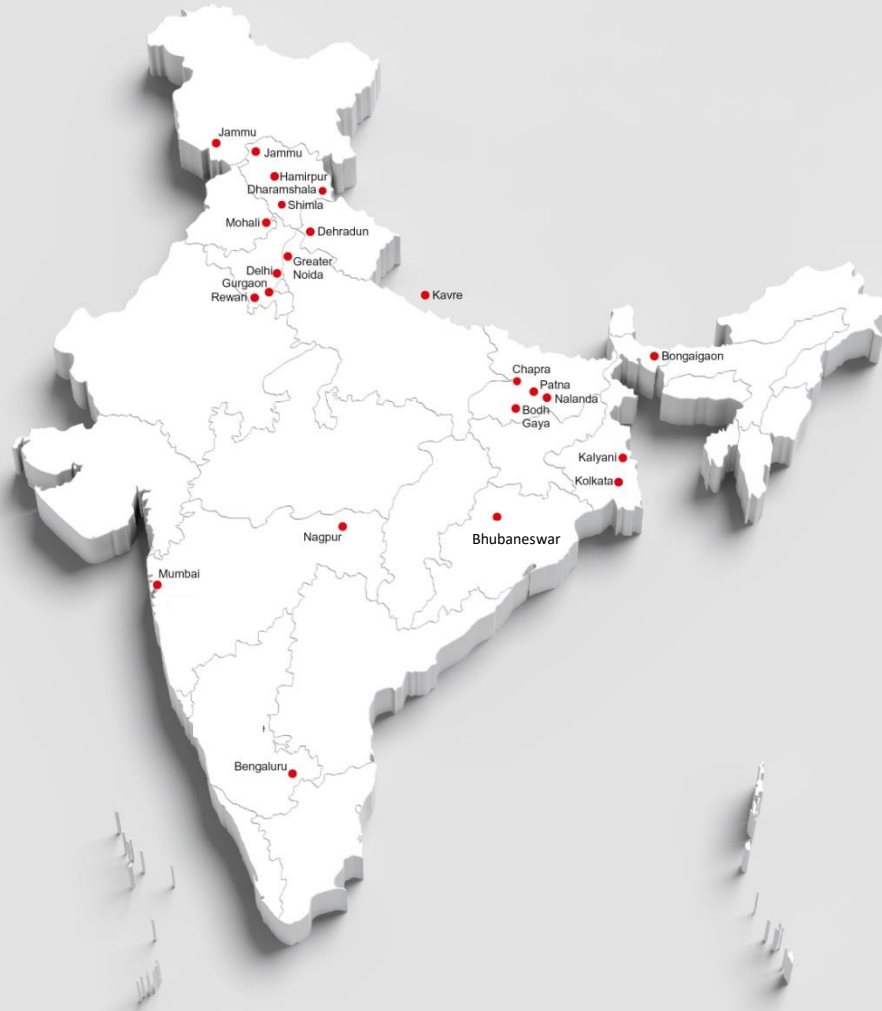 Jammu
Jammu
Hamirpur
Dharamshala
Shimla
Mohali
Dehradun
Greater
Noida
Delhi
Gurgaon
Rewari
Kavre
Bongaigaon
Chapra
Patna
Nalanda
Bodh
Gaya
Kalyani
Kolkata
Nagpur
Bhubaneswar
Mumbai
Bengaluru